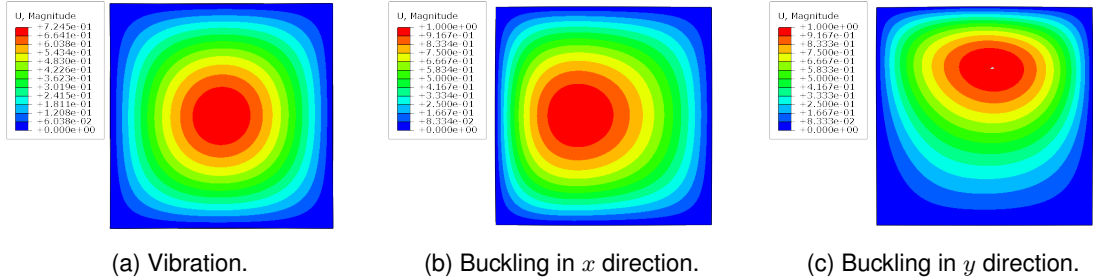 U, Magnitude
+7.245e-01
+6.641e-01
+6.038e-01
+5.434e-01
+4.830e-01
+4.226e-01
+3.623e-01
+3.019e-01
+2.415e-01
+1.811e-01
+1.208e-01
+6.038e-02
+0.000e+00
U, Magnitude
+1.000e+00
+9.167e-01
+8.334e-01
+7.500e-01
+6.667e-01
+5.834e-01
+5.000e-01
+4.167e-01
+3.334e-01
+2.500e-01
+1.667e-01
+8.334e-02
+0.000e+00
U, Magnitude
+1.000e+00
+9.167e-01
+8.333e-01
+7.500e-01
+6.667e-01
+5.833e-01
+5.000e-01
+4.167e-01
+3.333e-01
+2.500e-01
+1.667e-01
+8.333e-02
+0.000e+00
(a) Vibration.
(b) Buckling in x direction.
(c) Buckling in y direction.